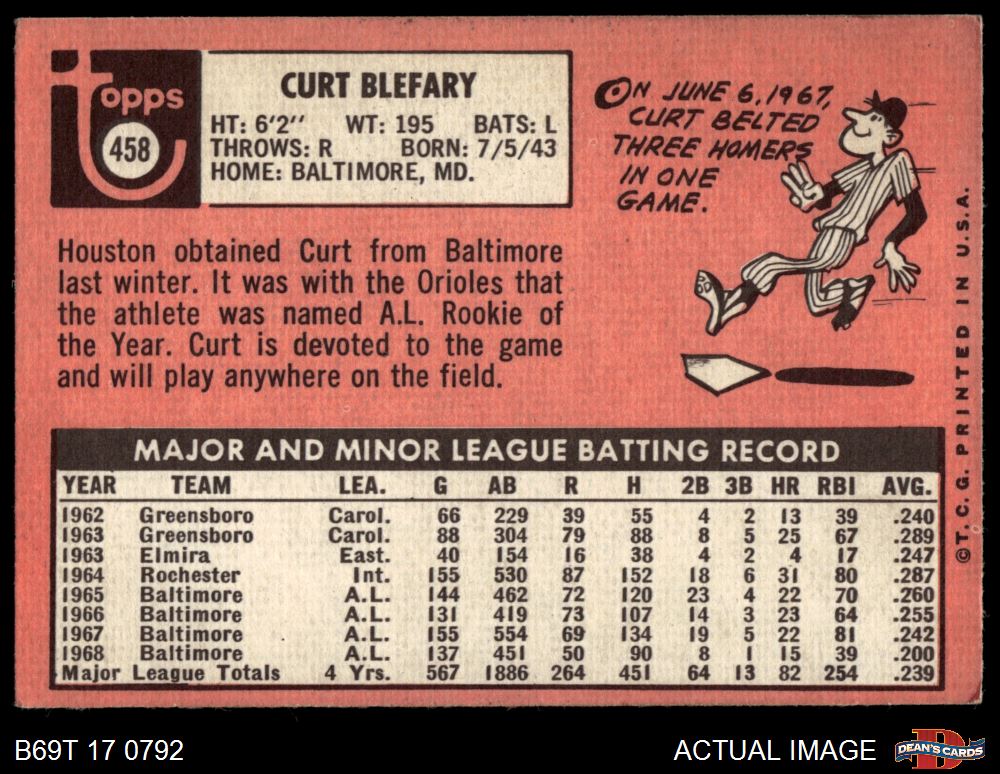 Topps
458
CURT BLEFARY
HT: 6'2" WT: 195 BATS: L
THROWS: R BORN: 7/5/43
HOME: BALTIMORE, MD.
ON JUNE 6, 1967,
CURT BELTED
THREE HOMERS
IN ONE
GAME.
Houston obtained Curt from Baltimore
last winter. It was with the Orioles that
the athlete was named A.L. Rookie of
the Year. Curt is devoted to the game
and will play anywhere on the field.
MAJOR AND MINOR LEAGUE BATTING RECORD
YEAR TEAM LEA. G AB R H 2B 3B HR RBI AVG.
1962 Greensboro Carol. 66 229 39 55 4 2 13 39 .240
1963 Greensboro Carol. 88 304 79 88 8 5 25 67 .289
1963 Elmira East. 40 154 16 38 4 2 4 17 .247
1964 Rochester Int. 155 530 87 152 18 6 31 80 .287
1965 Baltimore A.L. 144 462 72 120 23 4 22 70 .260
1966 Baltimore A.L. 131 419 73 107 14 3 23 64 .255
1967 Baltimore A.L. 155 554 69 134 19 5 22 81 .242
1968 Baltimore A.L. 137 451 50 90 8 1 15 39 .200
Major League Totals 4 Yrs. 567 1886 264 451 64 13 82 254 .239
©T.C.G. PRINTED IN U.S.A.
B69T 17 0792
ACTUAL IMAGE
DEAN'S CARDS